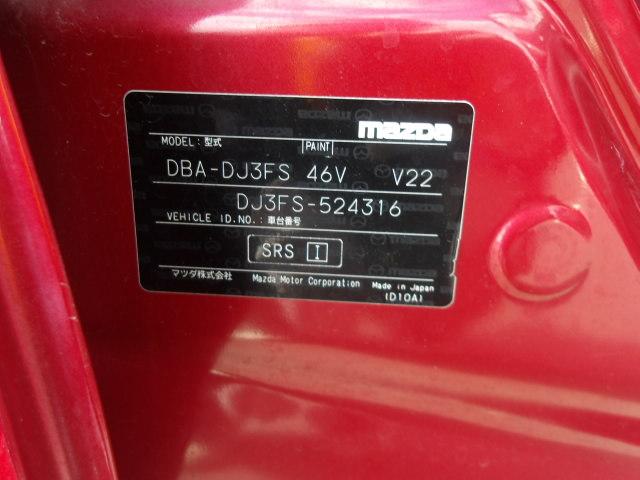 mazda
MODEL: 型式 PAINT
DBA-DJ3FS 46V V22
DJ3FS-524316
VEHICLE ID.NO.: 車台番号
SRS I
マツダ株式会社 Mazda Motor Corporation Made in Japan
(D10A)